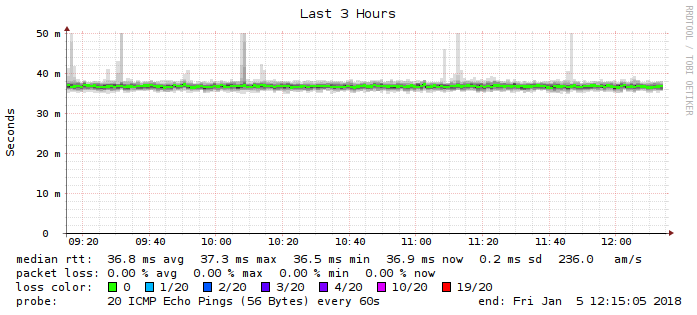 Last 3 Hours
RRDTOOL / TOBI OETIKER
Seconds
50 m
40 m
30 m
20 m
10 m
0
09:20 09:40 10:00 10:20 10:40 11:00 11:20 11:40 12:00
median rtt: 36.8 ms avg 37.3 ms max 36.5 ms min 36.9 ms now 0.2 ms sd 236.0 am/s
packet loss: 0.00 % avg 0.00 % max 0.00 % min 0.00 % now
loss color: 0 1/20 2/20 3/20 4/20 10/20 19/20
probe: 20 ICMP Echo Pings (56 Bytes) every 60s end: Fri Jan 5 12:15:05 2018